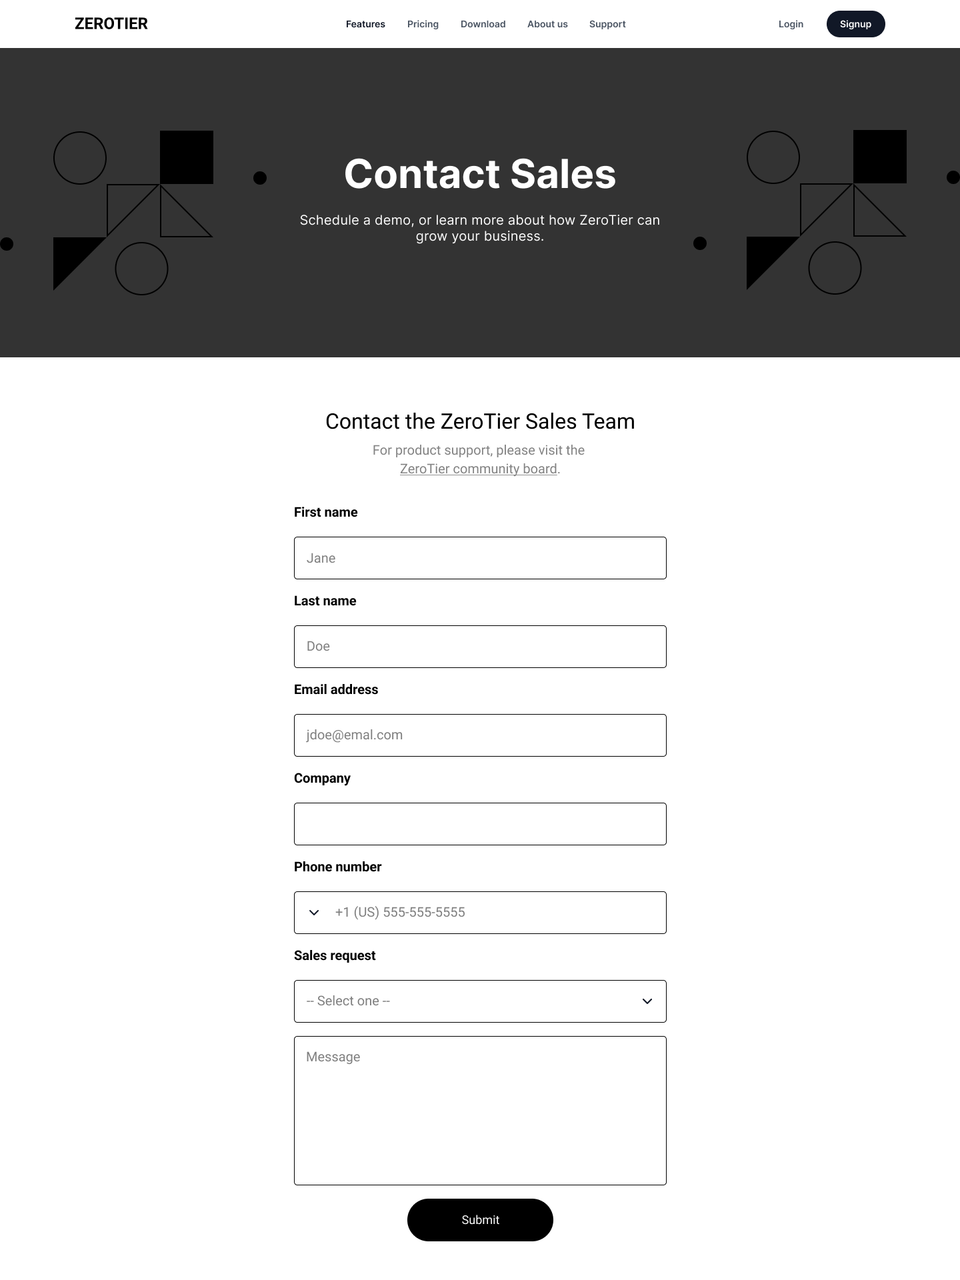 ZEROTIER
Features
Pricing
Download
About us
Support
Login
Signup
Contact Sales
Schedule a demo, or learn more about how ZeroTier can
grow your business.
Contact the ZeroTier Sales Team
For product support, please visit the
ZeroTier community board.
First name
Jane
Last name
Doe
Email address
jdoe@emal.com
Company
Phone number
+1 (US) 555-555-5555
Sales request
-- Select one --
Message
Submit